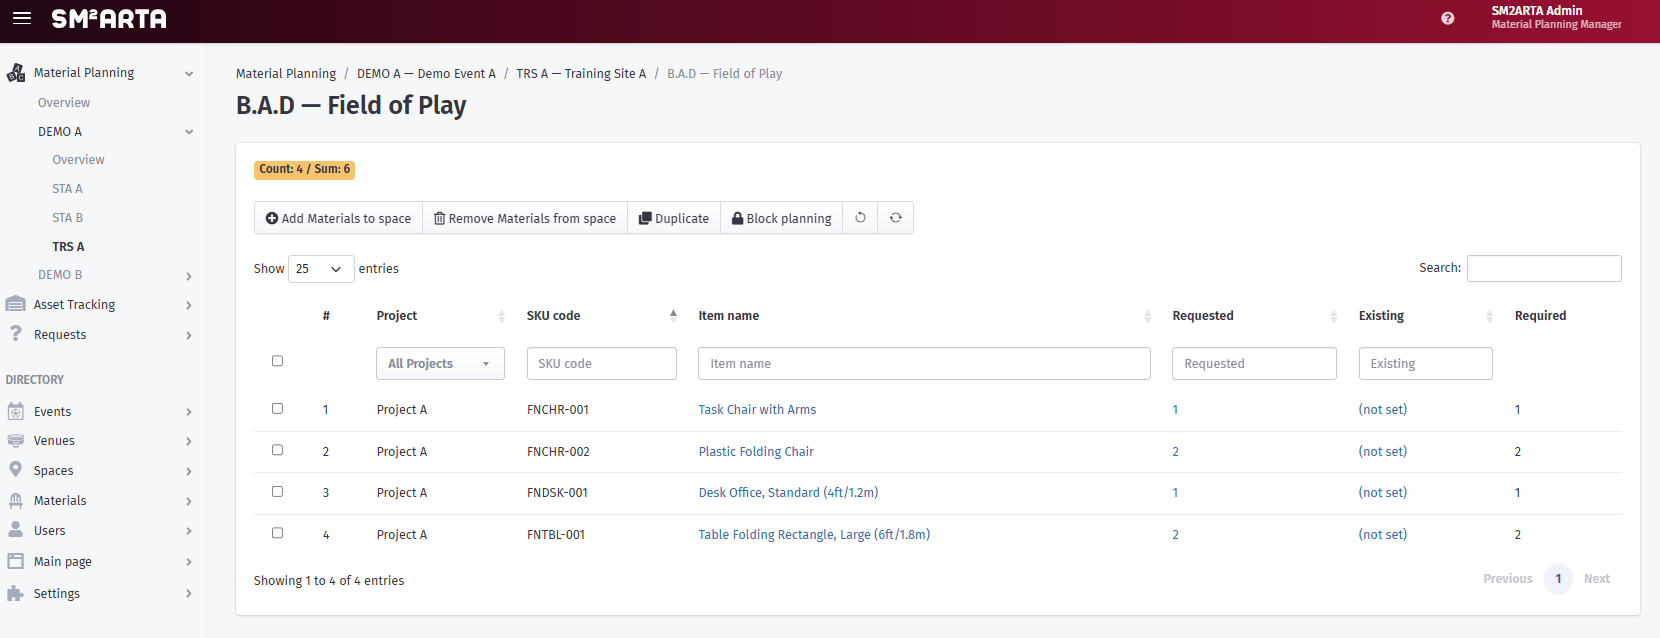 SM²ARTA
SM2ARTA Admin
Material Planning Manager
Material Planning
Overview
DEMO A
Overview
STA A
STA B
TRS A
DEMO B
Asset Tracking
Requests
DIRECTORY
Events
Venues
Spaces
Materials
Users
Main page
Settings
Material Planning / DEMO A — Demo Event A / TRS A — Training Site A / B.A.D — Field of Play
B.A.D — Field of Play
Count: 4 / Sum: 6
Add Materials to space Remove Materials from space Duplicate Block planning
Show 25 entries Search:
# Project SKU code Item name Requested Existing Required
All Projects SKU code Item name Requested Existing
1 Project A FNCHR-001 Task Chair with Arms 1 (not set) 1
2 Project A FNCHR-002 Plastic Folding Chair 2 (not set) 2
3 Project A FNDSK-001 Desk Office, Standard (4ft/1.2m) 1 (not set) 1
4 Project A FNTBL-001 Table Folding Rectangle, Large (6ft/1.8m) 2 (not set) 2
Showing 1 to 4 of 4 entries Previous 1 Next